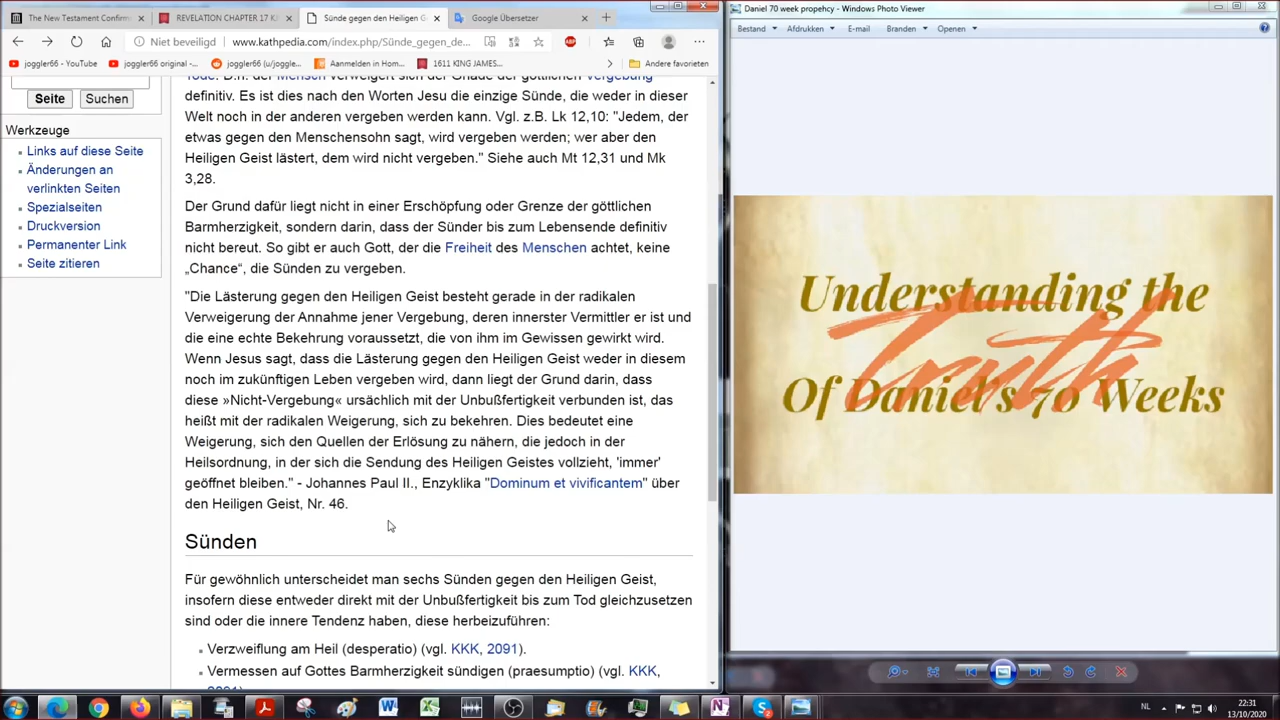 The New Testament Confirm
REVELATION CHAPTER 17 K
Sünde gegen den Heiligen G
Google Übersetzer
Niet beveiligd
www.kathpedia.com/index.php/Sünde_gegen_de...
joggler66 - YouTube
joggler66 original -...
joggler66 (u/joggle...
Aanmelden in Hom...
1611 KING JAMES...
Andere favorieten
Seite
Suchen
Werkzeuge
Links auf diese Seite
Änderungen an
verlinkten Seiten
Spezialseiten
Druckversion
Permanenter Link
Seite zitieren
Tode. D.h. der Mensch verweigert sich der Gnade der göttlichen Vergebung
definitiv. Es ist dies nach den Worten Jesu die einzige Sünde, die weder in dieser
Welt noch in der anderen vergeben werden kann. Vgl. z.B. Lk 12,10: "Jedem, der
etwas gegen den Menschensohn sagt, wird vergeben werden; wer aber den
Heiligen Geist lästert, dem wird nicht vergeben." Siehe auch Mt 12,31 und Mk
3,28.
Der Grund dafür liegt nicht in einer Erschöpfung oder Grenze der göttlichen
Barmherzigkeit, sondern darin, dass der Sünder bis zum Lebensende definitiv
nicht bereut. So gibt er auch Gott, der die Freiheit des Menschen achtet, keine
„Chance“, die Sünden zu vergeben.
"Die Lästerung gegen den Heiligen Geist besteht gerade in der radikalen
Verweigerung der Annahme jener Vergebung, deren innerster Vermittler er ist und
die eine echte Bekehrung voraussetzt, die von ihm im Gewissen gewirkt wird.
Wenn Jesus sagt, dass die Lästerung gegen den Heiligen Geist weder in diesem
noch im zukünftigen Leben vergeben wird, dann liegt der Grund darin, dass
diese »Nicht-Vergebung« ursächlich mit der Unbußfertigkeit verbunden ist, das
heißt mit der radikalen Weigerung, sich zu bekehren. Dies bedeutet eine
Weigerung, sich den Quellen der Erlösung zu nähern, die jedoch in der
Heilsordnung, in der sich die Sendung des Heiligen Geistes vollzieht, 'immer'
geöffnet bleiben." - Johannes Paul II., Enzyklika "Dominum et vivificantem" über
den Heiligen Geist, Nr. 46.
Sünden
Für gewöhnlich unterscheidet man sechs Sünden gegen den Heiligen Geist,
insofern diese entweder direkt mit der Unbußfertigkeit bis zum Tod gleichzusetzen
sind oder die innere Tendenz haben, diese herbeizuführen:
Verzweiflung am Heil (desperatio) (vgl. KKK, 2091).
Vermessen auf Gottes Barmherzigkeit sündigen (praesumptio) (vgl. KKK,
Daniel 70 week propehcy - Windows Photo Viewer
Bestand
Afdrukken
E-mail
Branden
Openen
Understanding the
Truth
Of Daniel's 70 Weeks
NL
22:31
13/10/2020